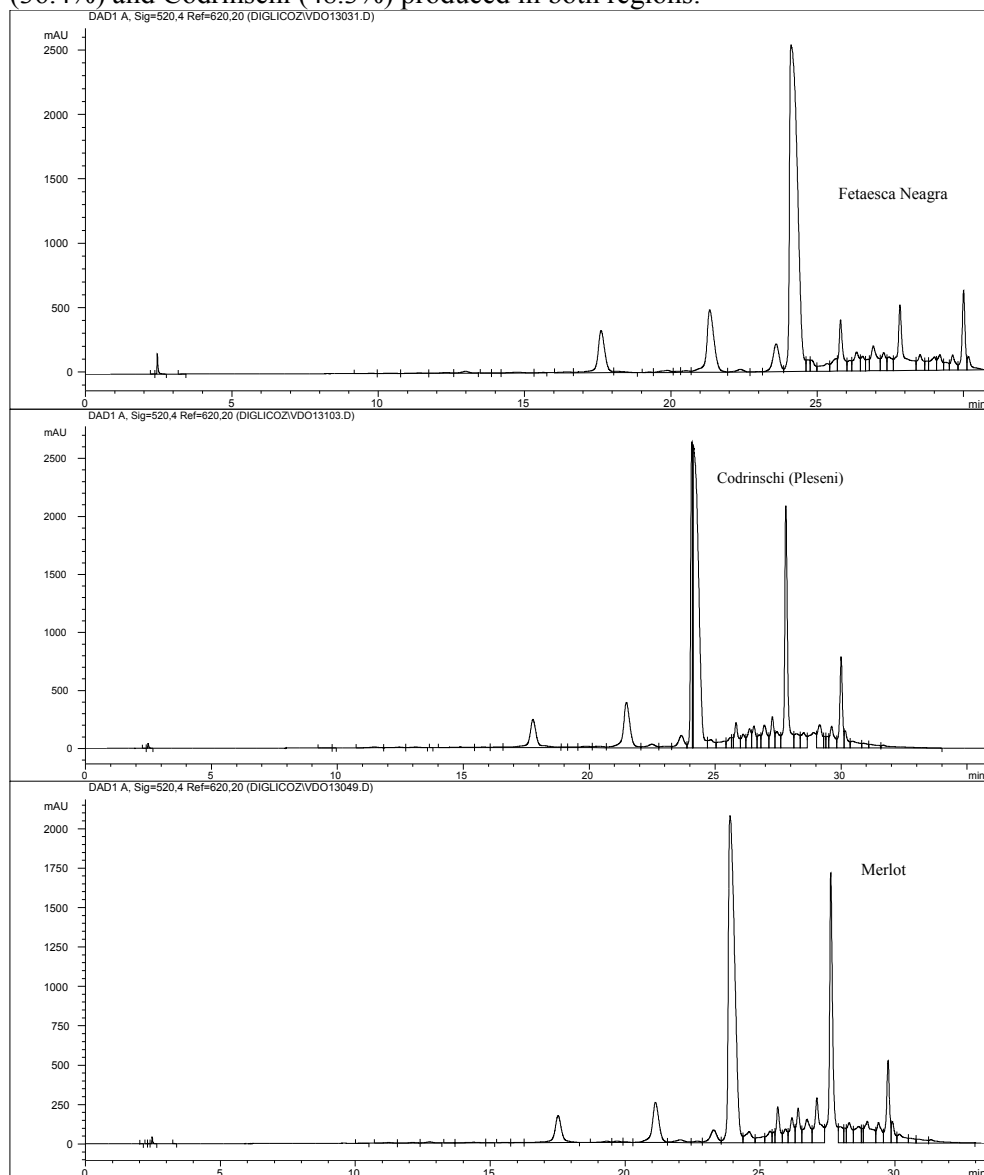 (50.4%) and Codrinschi (48.3%) produced in both regions.
DAD1 A, Sig=520,4 Ref=620,20 (DIGLICOZ\VDO13031.D)
mAU
2500
2000
1500
1000
500
0
Fetaesca Neagra
0 5 10 15 20 25 min
DAD1 A, Sig=520,4 Ref=620,20 (DIGLICOZ\VDO13103.D)
mAU
2500
2000
1500
1000
500
0
Codrinschi (Pleseni)
0 5 10 15 20 25 30 min
DAD1 A, Sig=520,4 Ref=620,20 (DIGLICOZ\VDO13049.D)
mAU
2000
1750
1500
1250
1000
750
500
250
0
Merlot
0 5 10 15 20 25 30 min